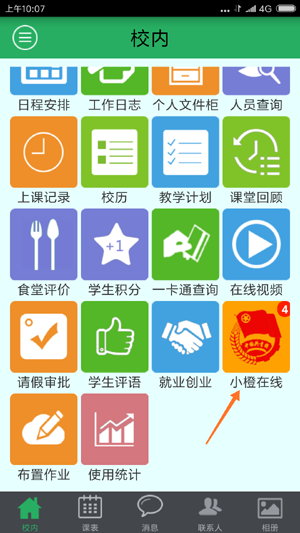 上午10:07
... 4G
校内
日程安排 工作日志 个人文件柜 人员查询
上课记录 校历 教学计划 课堂回顾
+1
食堂评价 学生积分 一卡通查询 在线视频
4
请假审批 学生评语 就业创业 小橙在线
布置作业 使用统计
校内 课表 消息 联系人 相册